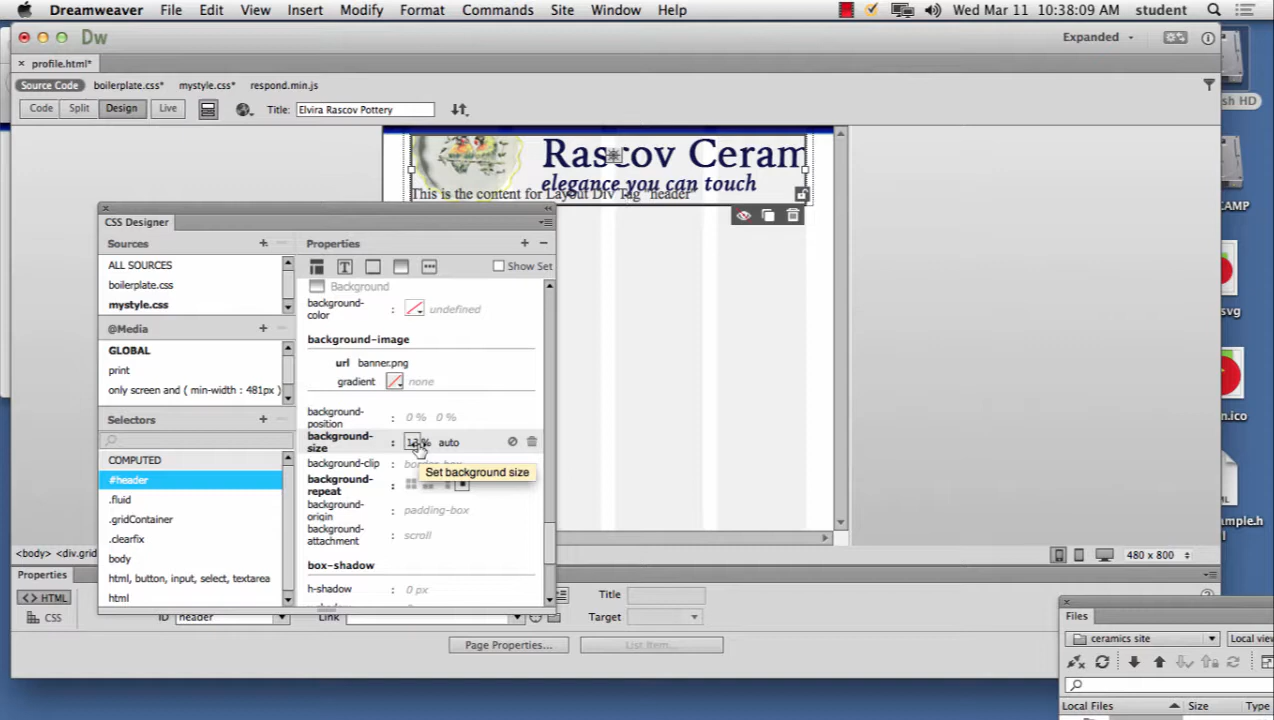 Dreamweaver File Edit View Insert Modify Format Commands Site Window Help Wed Mar 11 10:38:09 AM student
Dw Expanded
profile.html*
Source Code boilerplate.css* mystyle.css* respond.min.js
Code Split Design Live Title: Elvira Rascov Pottery
Rascov Ceram
elegance you can touch
This is the content for Layout Div Tag "header"
CSS Designer
Sources
ALL SOURCES
boilerplate.css
mystyle.css
@Media
GLOBAL
print
only screen and ( min-width : 481px )
Selectors
COMPUTED
#header
.fluid
.gridContainer
.clearfix
body
html, button, input, select, textarea
html
Properties
Show Set
Background
background-color : undefined
background-image
url banner.png
gradient none
background-position : 0 % 0 %
background-size : auto
Set background size
background-clip :
background-repeat :
background-origin : padding-box
background-attachment : scroll
box-shadow
h-shadow : 0 px
<body> <div.grid
480 x 800
Properties
<> HTML
CSS
ID header
Link
Title
Target
Page Properties...
List Item...
Files
ceramics site Local view
Local Files Size Type
sh HD
AMP
svg
n.ico
ample.h
l